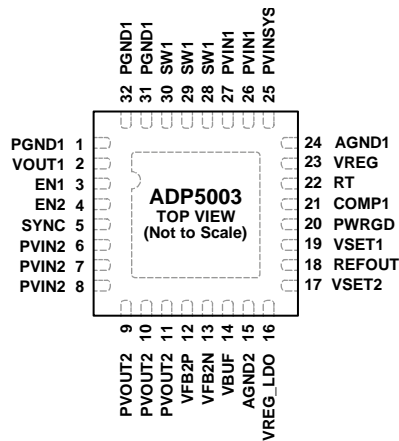 PGND1 32
PGND1 31
SW1 30
SW1 29
SW1 28
PVIN1 27
PVIN1 26
PVINSYS 25
PGND1 1
VOUT1 2
EN1 3
EN2 4
SYNC 5
PVIN2 6
PVIN2 7
PVIN2 8
ADP5003
TOP VIEW
(Not to Scale)
24 AGND1
23 VREG
22 RT
21 COMP1
20 PWRGD
19 VSET1
18 REFOUT
17 VSET2
PVOUT2 9
PVOUT2 10
PVOUT2 11
VFB2P 12
VFB2N 13
VBUF 14
AGND2 15
VREG_LDO 16